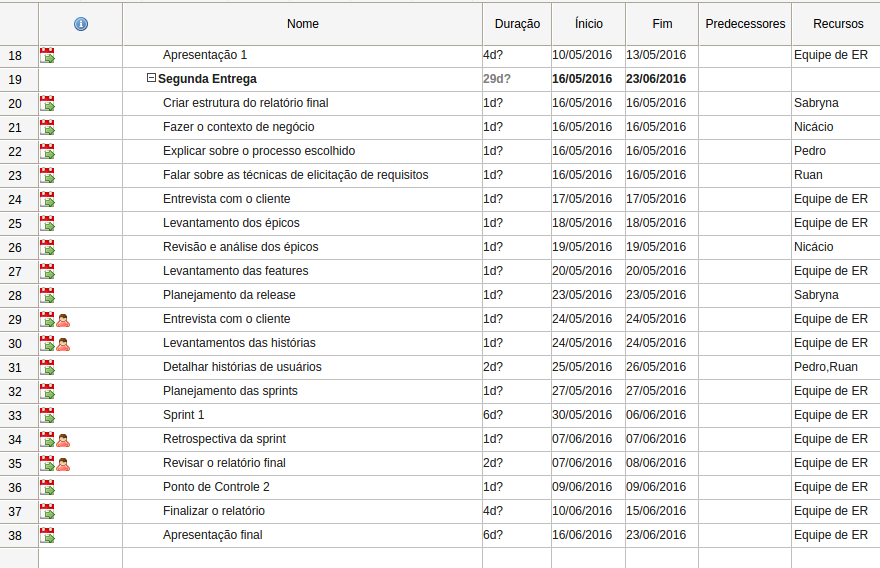 Nome Duração Ínicio Fim Predecessores Recursos
18 Apresentação 1 4d? 10/05/2016 13/05/2016 Equipe de ER
19 Segunda Entrega 29d? 16/05/2016 23/06/2016
20 Criar estrutura do relatório final 1d? 16/05/2016 16/05/2016 Sabryna
21 Fazer o contexto de negócio 1d? 16/05/2016 16/05/2016 Nicácio
22 Explicar sobre o processo escolhido 1d? 16/05/2016 16/05/2016 Pedro
23 Falar sobre as técnicas de elicitação de requisitos 1d? 16/05/2016 16/05/2016 Ruan
24 Entrevista com o cliente 1d? 17/05/2016 17/05/2016 Equipe de ER
25 Levantamento dos épicos 1d? 18/05/2016 18/05/2016 Equipe de ER
26 Revisão e análise dos épicos 1d? 19/05/2016 19/05/2016 Nicácio
27 Levantamento das features 1d? 20/05/2016 20/05/2016 Equipe de ER
28 Planejamento da release 1d? 23/05/2016 23/05/2016 Sabryna
29 Entrevista com o cliente 1d? 24/05/2016 24/05/2016 Equipe de ER
30 Levantamentos das histórias 1d? 24/05/2016 24/05/2016 Equipe de ER
31 Detalhar histórias de usuários 2d? 25/05/2016 26/05/2016 Pedro,Ruan
32 Planejamento das sprints 1d? 27/05/2016 27/05/2016 Equipe de ER
33 Sprint 1 6d? 30/05/2016 06/06/2016 Equipe de ER
34 Retrospectiva da sprint 1d? 07/06/2016 07/06/2016 Equipe de ER
35 Revisar o relatório final 2d? 07/06/2016 08/06/2016 Equipe de ER
36 Ponto de Controle 2 1d? 09/06/2016 09/06/2016 Equipe de ER
37 Finalizar o relatório 4d? 10/06/2016 15/06/2016 Equipe de ER
38 Apresentação final 6d? 16/06/2016 23/06/2016 Equipe de ER